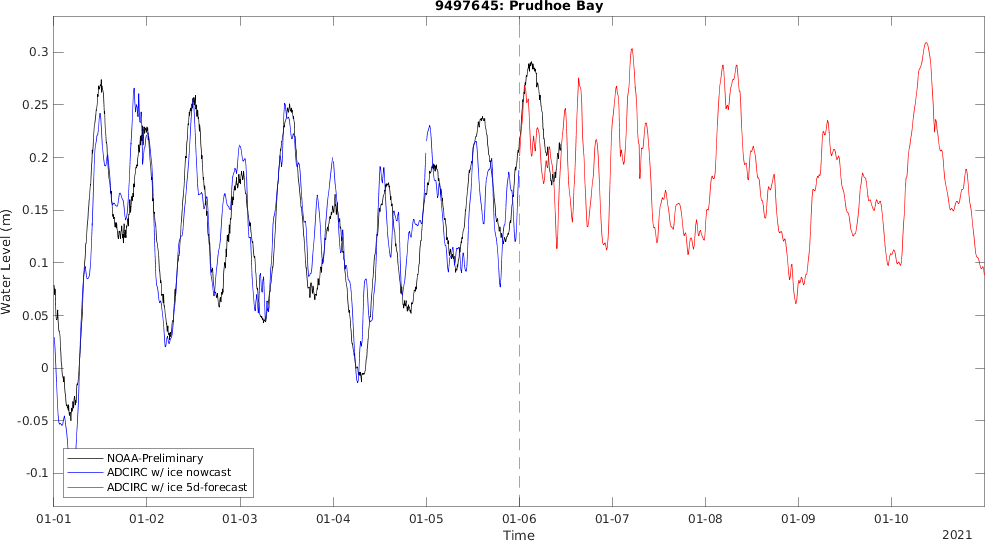 9497645: Prudhoe Bay
Water Level (m)
0.3
0.25
0.2
0.15
0.1
0.05
0
-0.05
-0.1
NOAA-Preliminary
ADCIRC w/ ice nowcast
ADCIRC w/ ice 5d-forecast
01-01 01-02 01-03 01-04 01-05 01-06 01-07 01-08 01-09 01-10
Time
2021